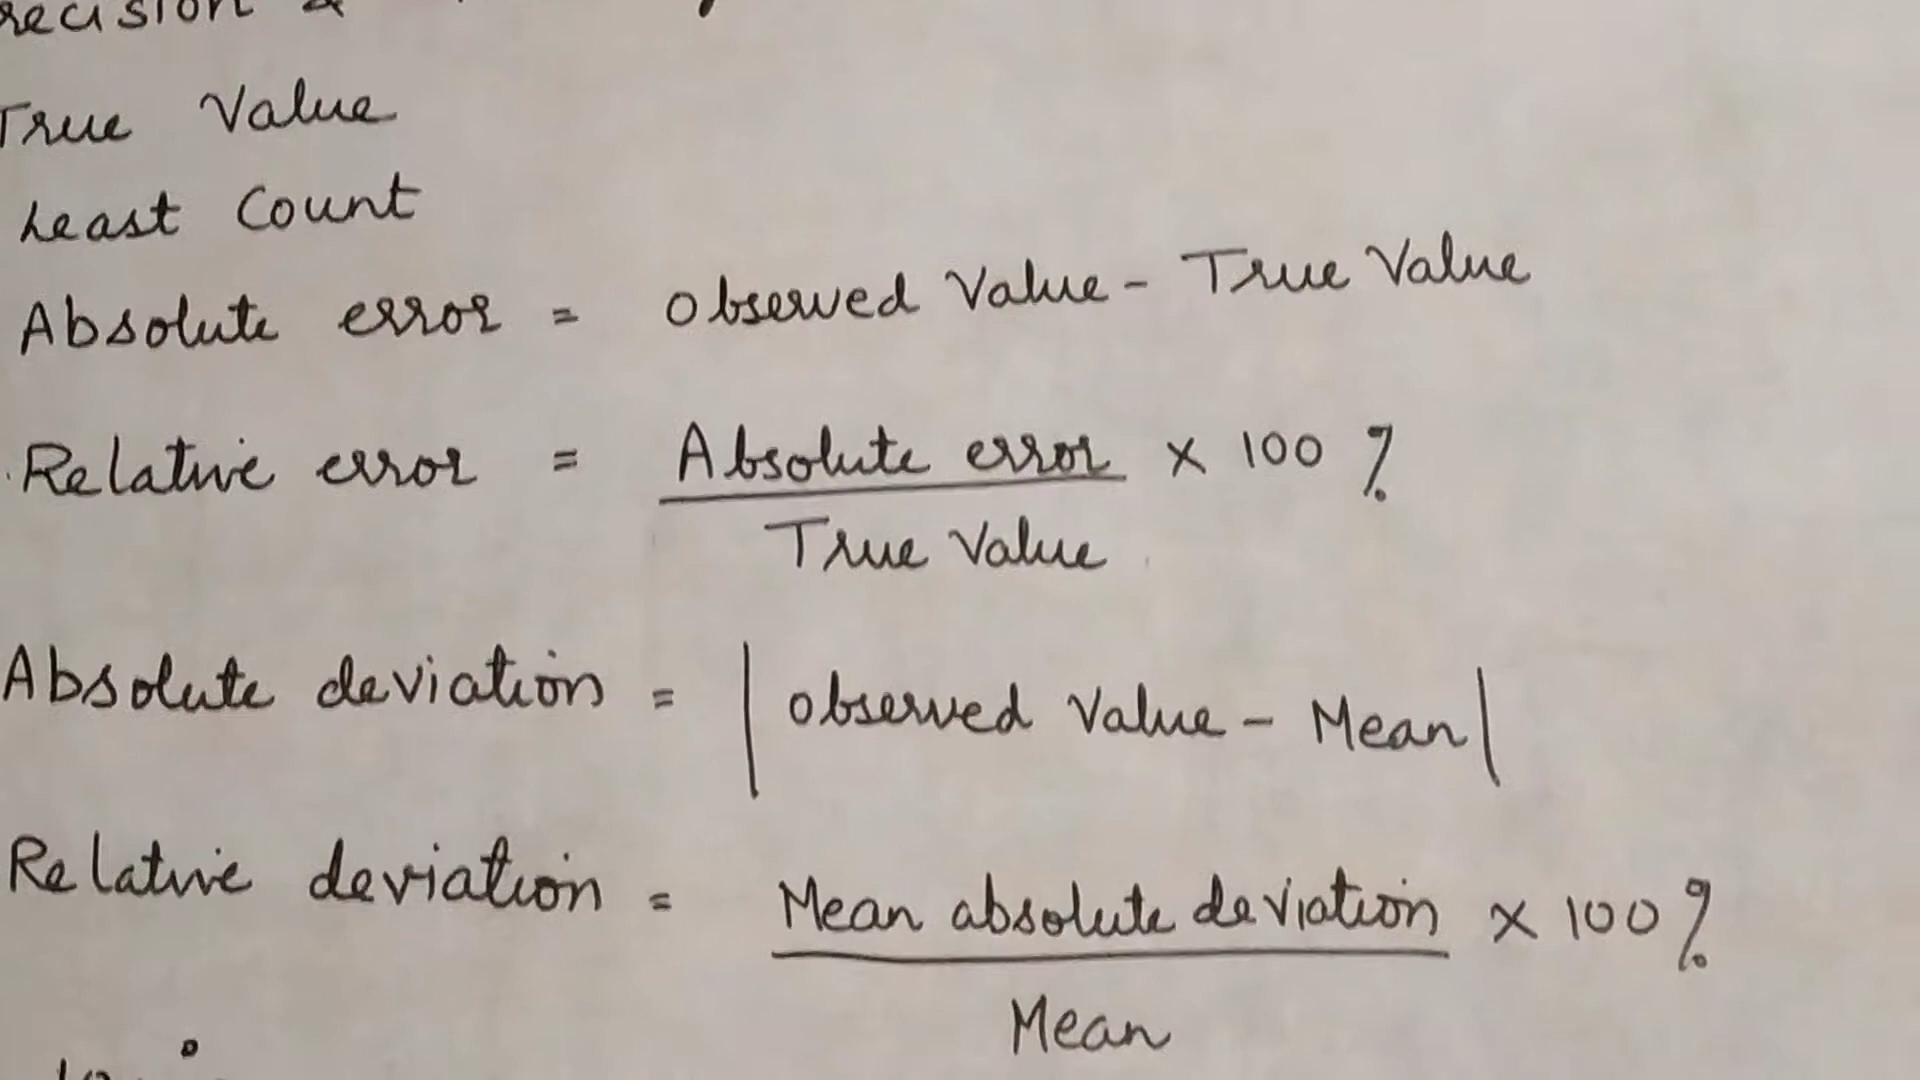 True Value
Least Count
Absolute error = Observed Value - True Value
Relative error = Absolute error × 100 %
True Value
Absolute deviation = | observed Value - Mean |
Relative deviation = Mean absolute deviation × 100 %
Mean